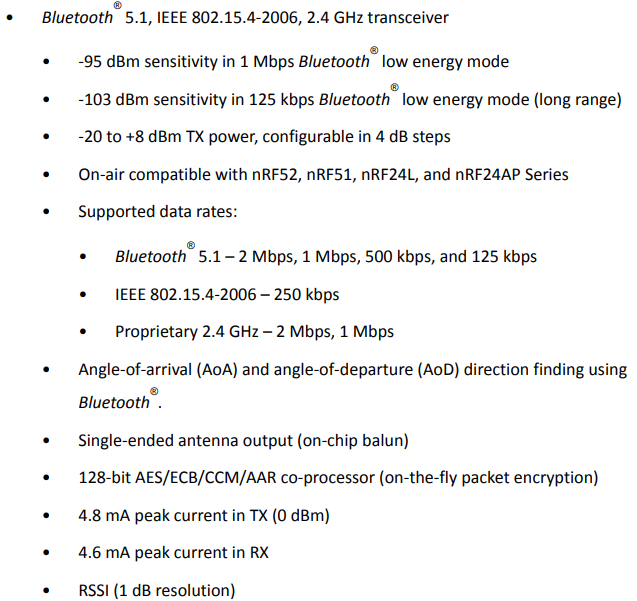 • Bluetooth® 5.1, IEEE 802.15.4-2006, 2.4 GHz transceiver
• -95 dBm sensitivity in 1 Mbps Bluetooth® low energy mode
• -103 dBm sensitivity in 125 kbps Bluetooth® low energy mode (long range)
• -20 to +8 dBm TX power, configurable in 4 dB steps
• On-air compatible with nRF52, nRF51, nRF24L, and nRF24AP Series
• Supported data rates:
• Bluetooth® 5.1 – 2 Mbps, 1 Mbps, 500 kbps, and 125 kbps
• IEEE 802.15.4-2006 – 250 kbps
• Proprietary 2.4 GHz – 2 Mbps, 1 Mbps
• Angle-of-arrival (AoA) and angle-of-departure (AoD) direction finding using
Bluetooth®.
• Single-ended antenna output (on-chip balun)
• 128-bit AES/ECB/CCM/AAR co-processor (on-the-fly packet encryption)
• 4.8 mA peak current in TX (0 dBm)
• 4.6 mA peak current in RX
• RSSI (1 dB resolution)